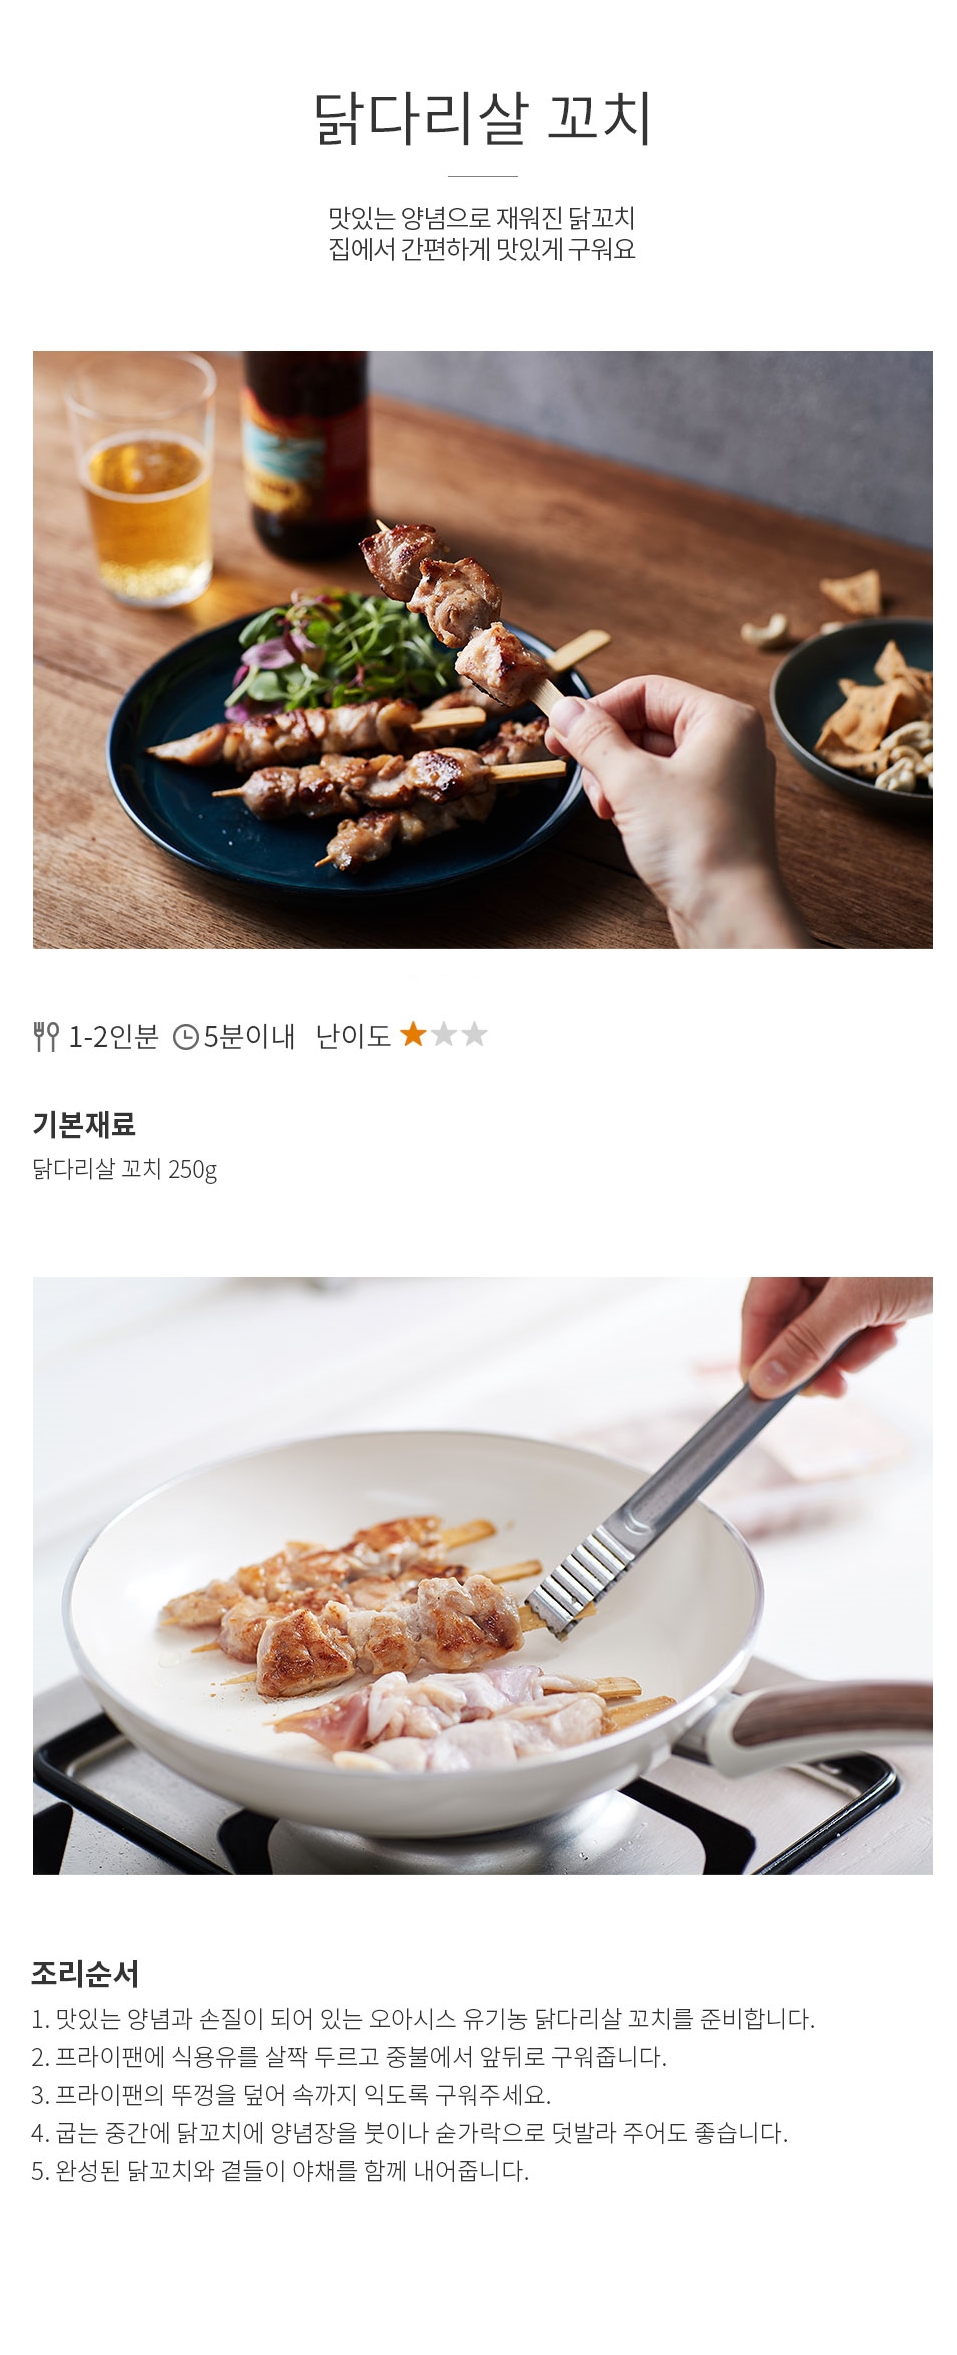 닭다리살 꼬치
맛있는 양념으로 재워진 닭꼬치
집에서 간편하게 맛있게 구워요
1-2인분 5분이내 난이도
기본재료
닭다리살 꼬치 250g
조리순서
1. 맛있는 양념과 손질이 되어 있는 오아시스 유기농 닭다리살 꼬치를 준비합니다.
2. 프라이팬에 식용유를 살짝 두르고 중불에서 앞뒤로 구워줍니다.
3. 프라이팬의 뚜껑을 덮어 속까지 익도록 구워주세요.
4. 굽는 중간에 닭꼬치에 양념장을 붓이나 숟가락으로 덧발라 주어도 좋습니다.
5. 완성된 닭꼬치와 곁들이 야채를 함께 내어줍니다.